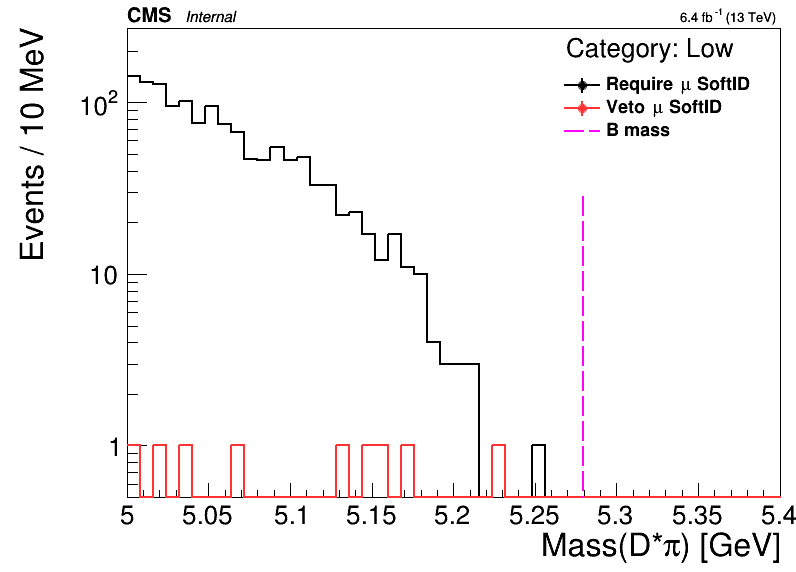 CMS Internal 6.4 fb⁻¹ (13 TeV)
Category: Low
Require μ SoftID
Veto μ SoftID
B mass
Events / 10 MeV
10²
10
1
5 5.05 5.1 5.15 5.2 5.25 5.3 5.35 5.4
Mass(D*π) [GeV]